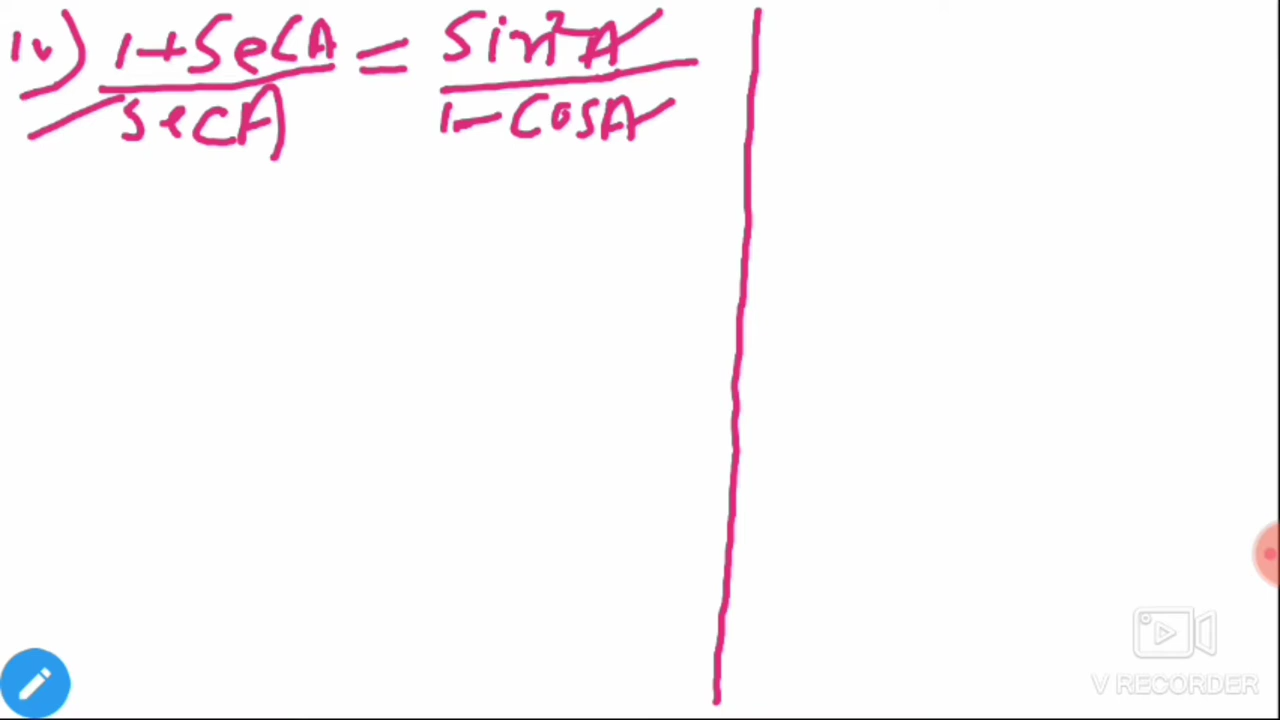 iv) 1+SecA/SecA = Sin²A/1-CosA
V RECORDER